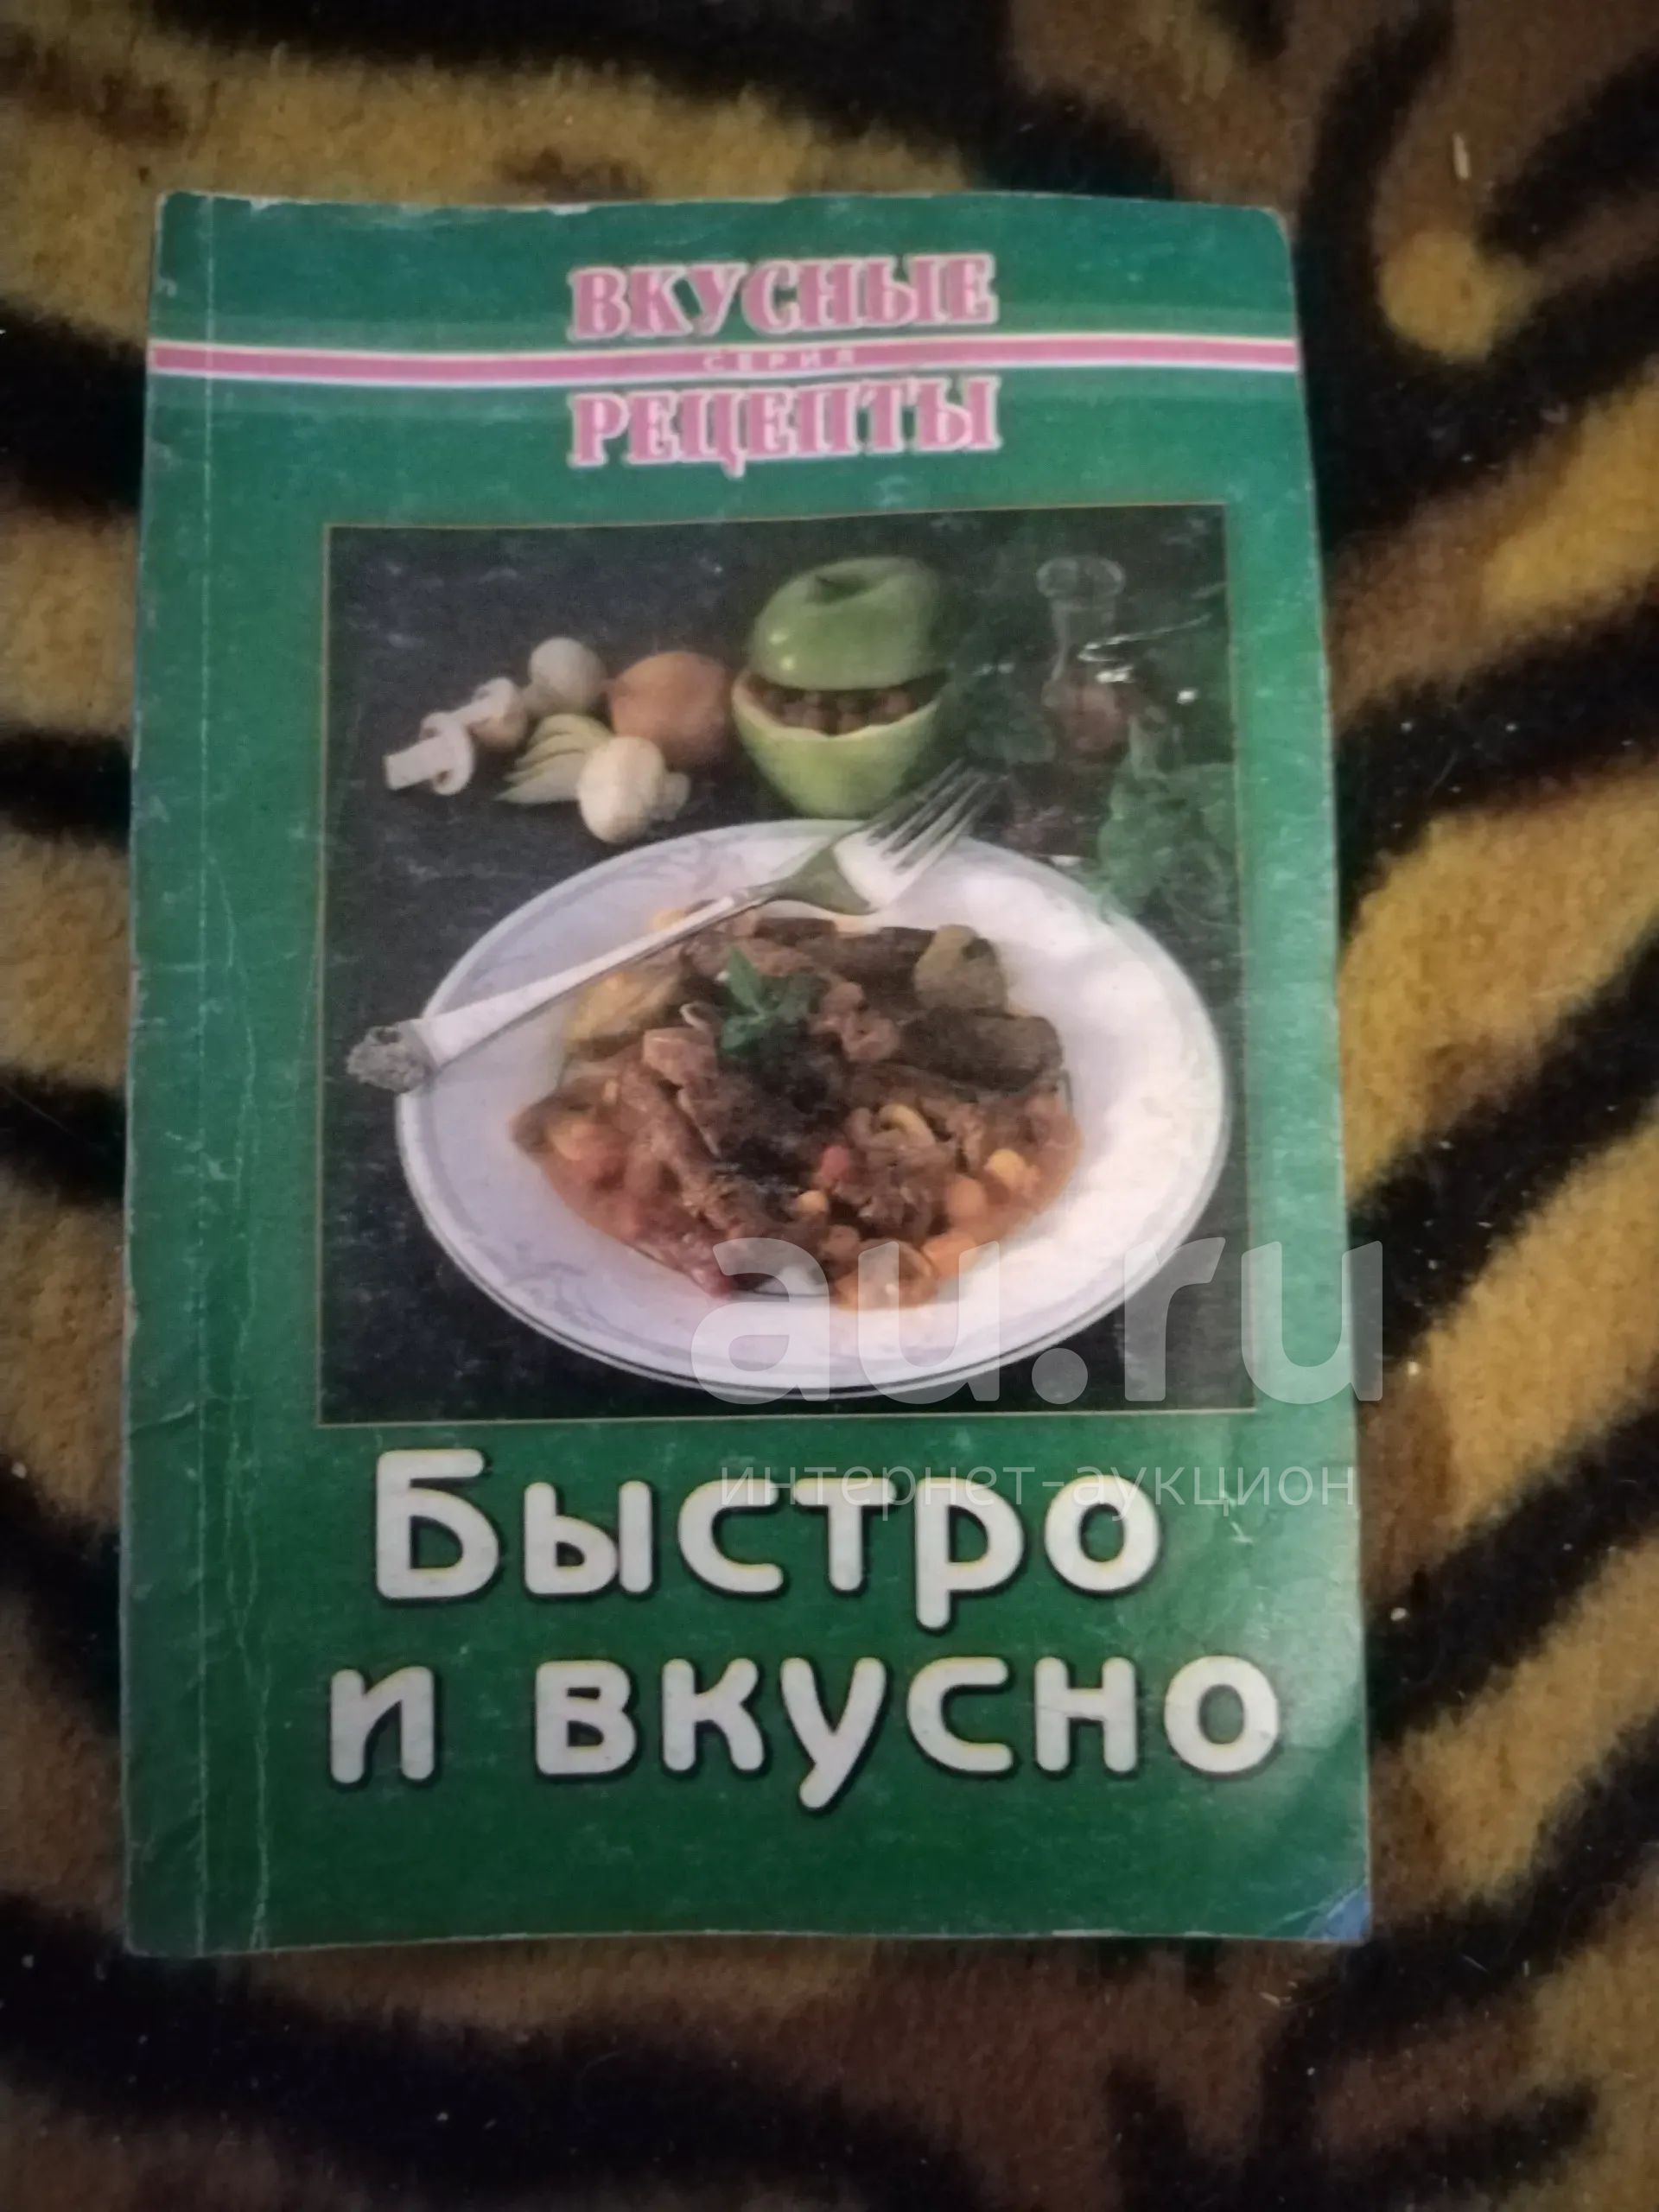 ВКУСНЫЕ
СЕРИЯ
РЕЦЕПТЫ
au.ru
интернет-аукцион
Быстро
и вкусно